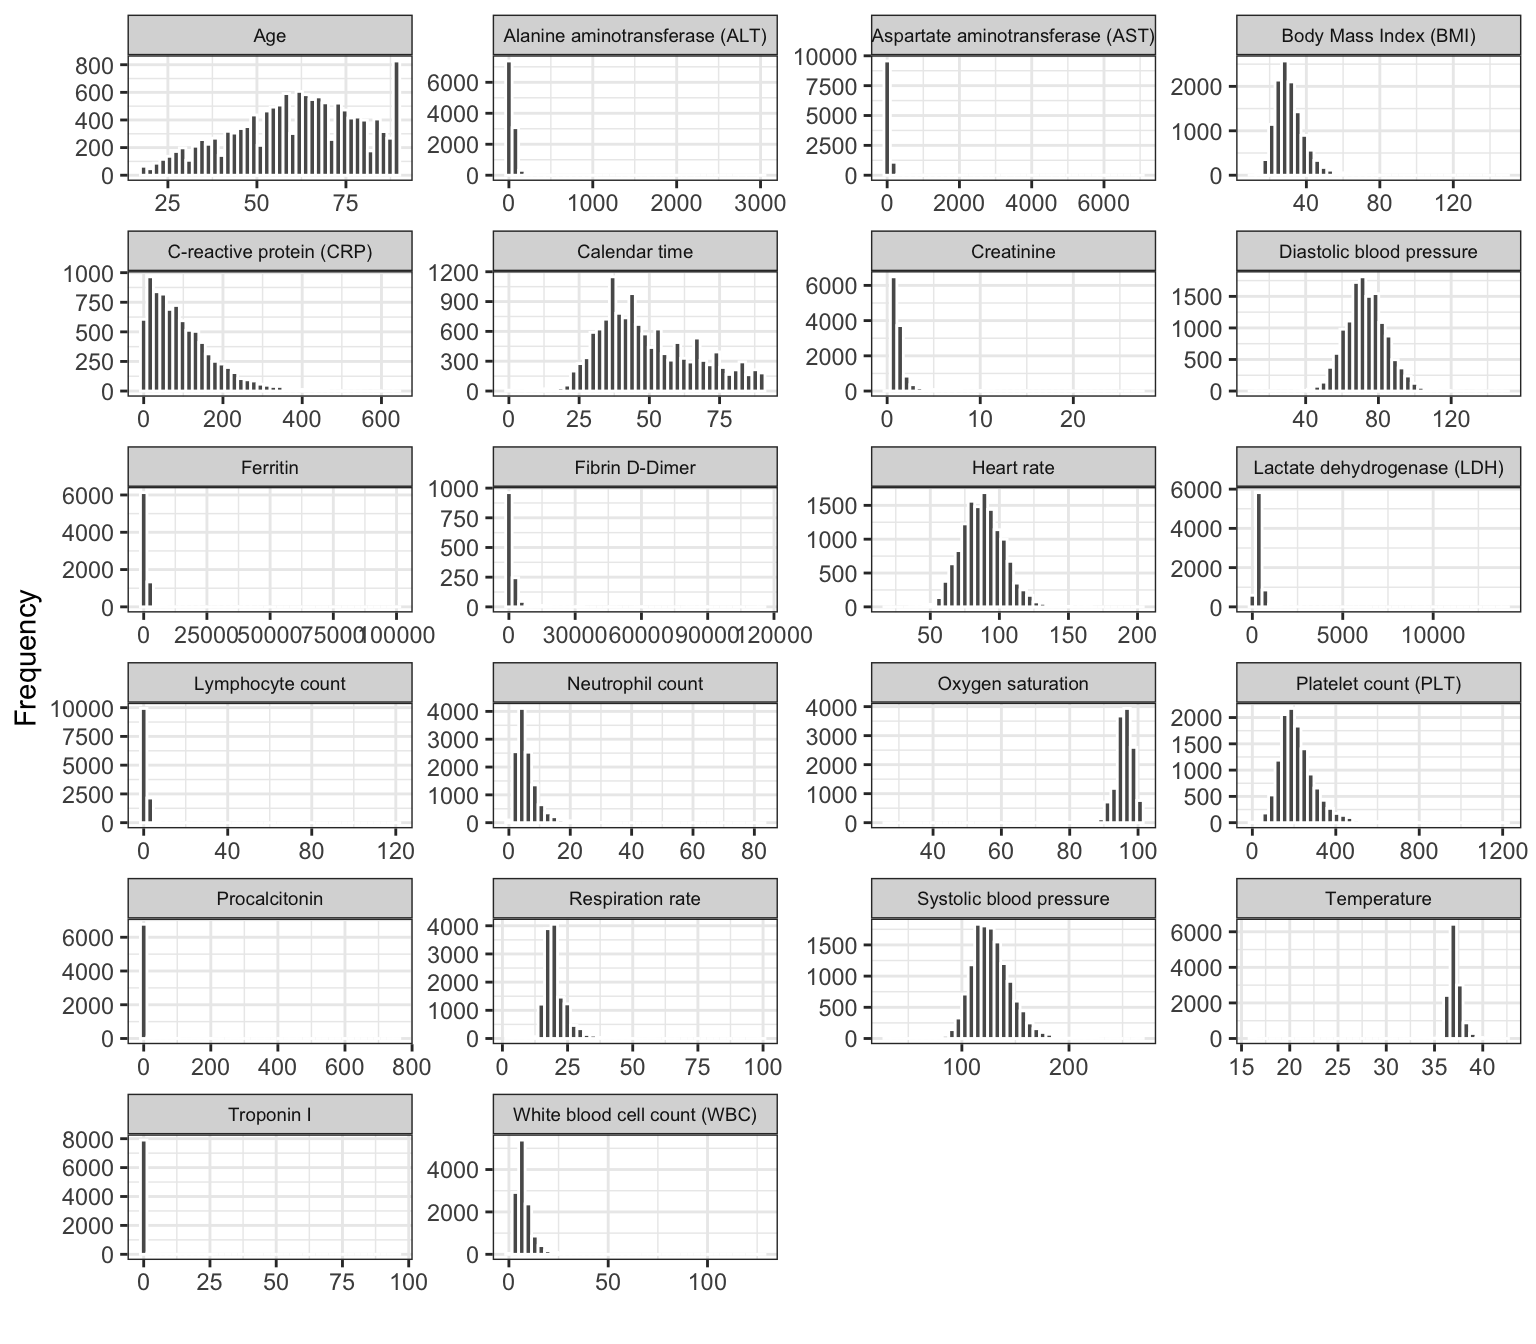 Age
Alanine aminotransferase (ALT)
Aspartate aminotransferase (AST)
Body Mass Index (BMI)
800
600
400
200
0
25 50 75
6000
4000
2000
0
0 1000 2000 3000
10000
7500
5000
2500
0
0 2000 4000 6000
2000
1000
0
40 80 120
C-reactive protein (CRP)
Calendar time
Creatinine
Diastolic blood pressure
1000
750
500
250
0
0 200 400 600
1200
900
600
300
0
0 25 50 75
6000
4000
2000
0
0 10 20
1500
1000
500
0
40 80 120
Ferritin
Fibrin D-Dimer
Heart rate
Lactate dehydrogenase (LDH)
6000
4000
2000
0
0 25000 50000 75000 100000
1000
750
500
250
0
0 30000 60000 90000 120000
1500
1000
500
0
50 100 150 200
6000
4000
2000
0
0 5000 10000
Frequency
Lymphocyte count
Neutrophil count
Oxygen saturation
Platelet count (PLT)
10000
7500
5000
2500
0
0 40 80 120
4000
3000
2000
1000
0
0 20 40 60 80
4000
3000
2000
1000
0
40 60 80 100
2000
1500
1000
500
0
0 400 800 1200
Procalcitonin
Respiration rate
Systolic blood pressure
Temperature
6000
4000
2000
0
0 200 400 600 800
4000
3000
2000
1000
0
0 25 50 75 100
1500
1000
500
0
100 200
6000
4000
2000
0
15 20 25 30 35 40
Troponin I
White blood cell count (WBC)
8000
6000
4000
2000
0
0 25 50 75 100
4000
2000
0
0 50 100